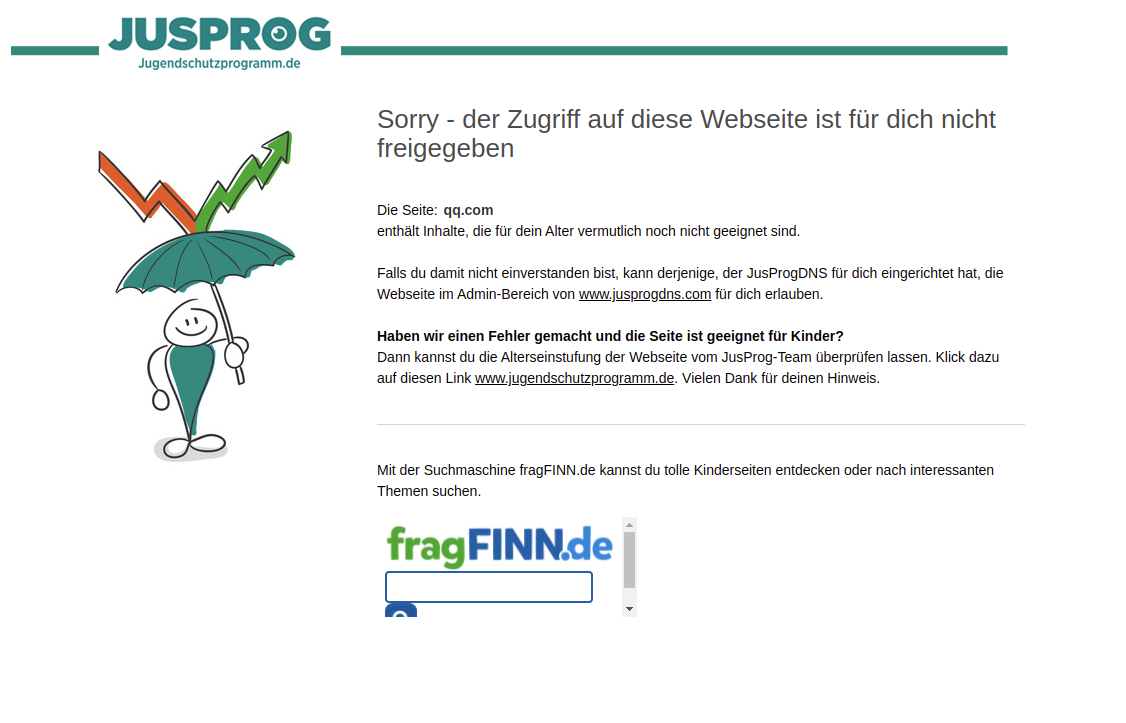 JUSPROG
Jugendschutzprogramm.de
Sorry - der Zugriff auf diese Webseite ist für dich nicht
freigegeben
Die Seite: qq.com
enthält Inhalte, die für dein Alter vermutlich noch nicht geeignet sind.
Falls du damit nicht einverstanden bist, kann derjenige, der JusProgDNS für dich eingerichtet hat, die
Webseite im Admin-Bereich von www.jusprogdns.com für dich erlauben.
Haben wir einen Fehler gemacht und die Seite ist geeignet für Kinder?
Dann kannst du die Alterseinstufung der Webseite vom JusProg-Team überprüfen lassen. Klick dazu
auf diesen Link www.jugendschutzprogramm.de. Vielen Dank für deinen Hinweis.
Mit der Suchmaschine fragFINN.de kannst du tolle Kinderseiten entdecken oder nach interessanten
Themen suchen.
fragFINN.de